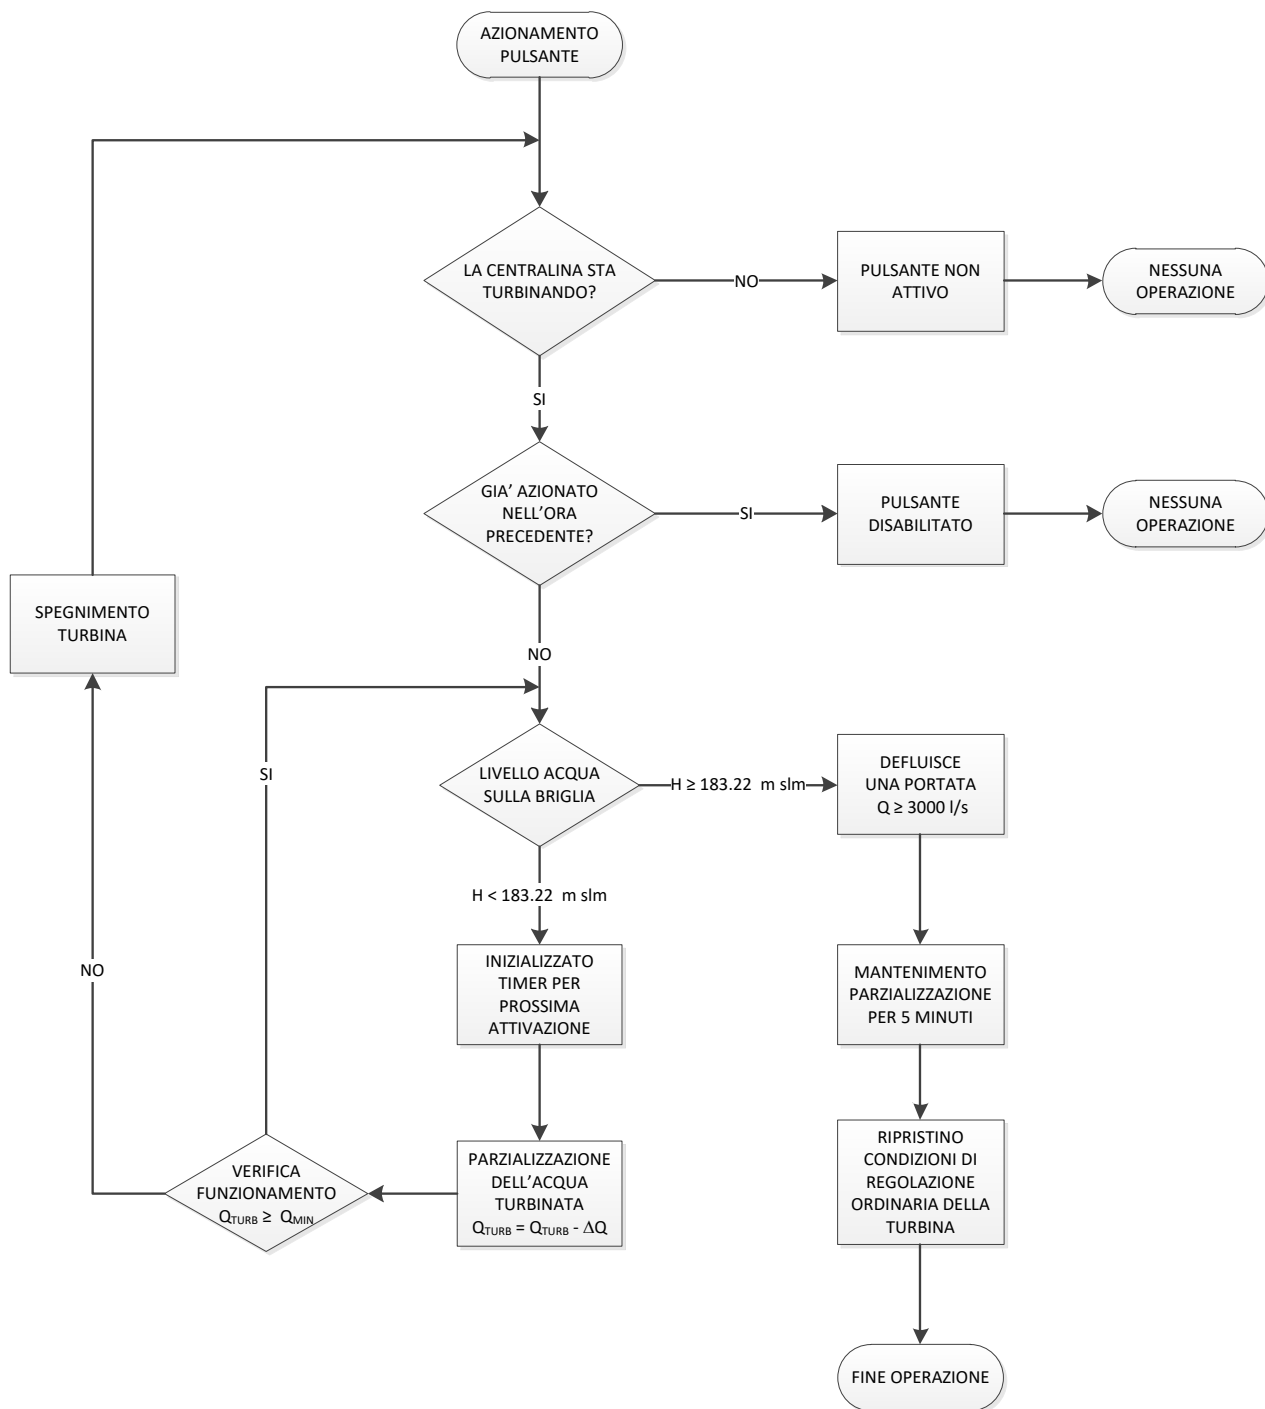 AZIONAMENTO
PULSANTE
LA CENTRALINA STA
TURBINANDO?
NO
PULSANTE NON
ATTIVO
NESSUNA
OPERAZIONE
SI
GIA’ AZIONATO
NELL’ORA
PRECEDENTE?
SI
PULSANTE
DISABILITATO
NESSUNA
OPERAZIONE
SPEGNIMENTO
TURBINA
NO
SI
LIVELLO ACQUA
SULLA BRIGLIA
H ≥ 183.22 m slm
DEFLUISCE
UNA PORTATA
Q ≥ 3000 l/s
H < 183.22 m slm
NO
INIZIALIZZATO
TIMER PER
PROSSIMA
ATTIVAZIONE
MANTENIMENTO
PARZIALIZZAZIONE
PER 5 MINUTI
VERIFICA
FUNZIONAMENTO
QTURB ≥ QMIN
PARZIALIZZAZIONE
DELL’ACQUA
TURBINATA
QTURB = QTURB - ΔQ
RIPRISTINO
CONDIZIONI DI
REGOLAZIONE
ORDINARIA DELLA
TURBINA
FINE OPERAZIONE